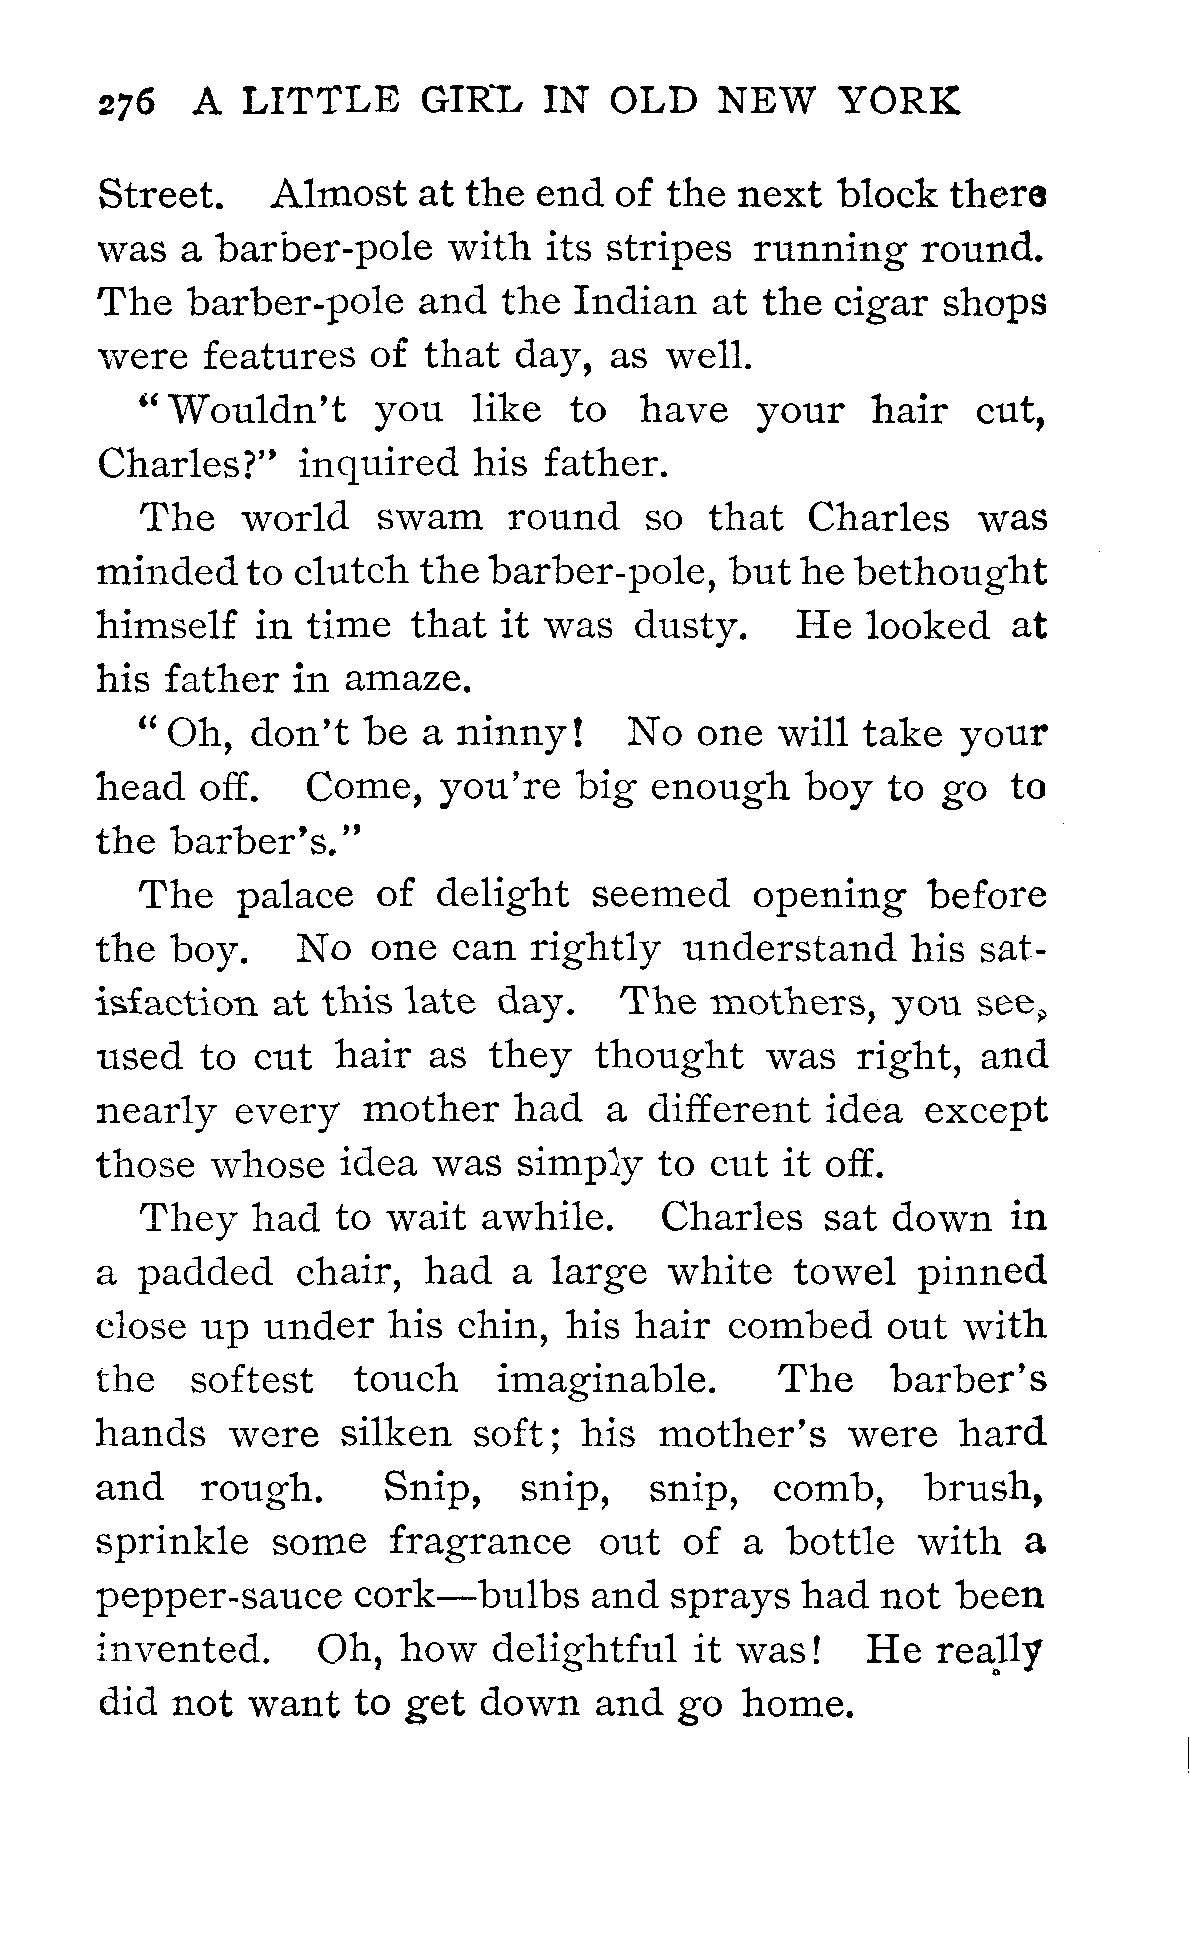 276 A LITTLE GIRL IN OLD NEW YORK
Street. Almost at the end of the next block there
was a barber-pole with its stripes running round.
The barber-pole and the Indian at the cigar shops
were features of that day, as well.
“Wouldn’t you like to have your hair cut,
Charles?” inquired his father.
The world swam round so that Charles was
minded to clutch the barber-pole, but he bethought
himself in time that it was dusty. He looked at
his father in amaze.
“Oh, don’t be a ninny! No one will take your
head off. Come, you’re big enough boy to go to
the barber’s.”
The palace of delight seemed opening before
the boy. No one can rightly understand his sat-
isfaction at this late day. The mothers, you see,
used to cut hair as they thought was right, and
nearly every mother had a different idea except
those whose idea was simply to cut it off.
They had to wait awhile. Charles sat down in
a padded chair, had a large white towel pinned
close up under his chin, his hair combed out with
the softest touch imaginable. The barber’s
hands were silken soft; his mother’s were hard
and rough. Snip, snip, snip, comb, brush,
sprinkle some fragrance out of a bottle with a
pepper-sauce cork—bulbs and sprays had not been
invented. Oh, how delightful it was! He really
did not want to get down and go home.